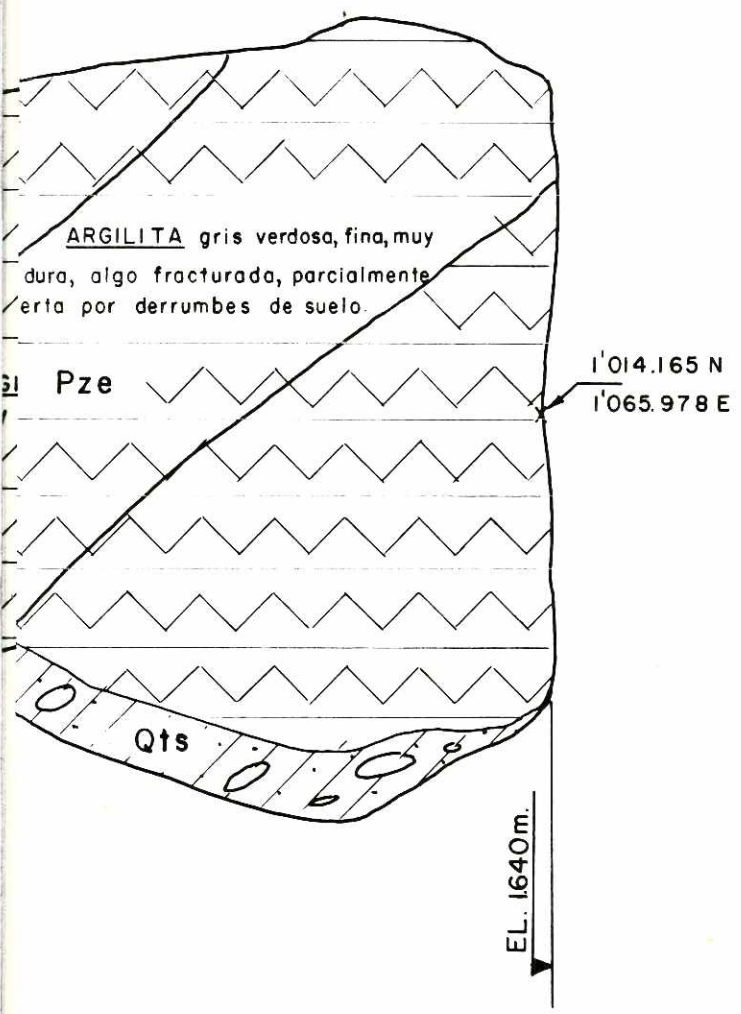 ARGILITA gris verdosa, fina, muy
dura, algo fracturada, parcialmente
erta por derrumbes de suelo.
GI
Pze
1'014.165 N
1'065.978 E
Qts
EL. 1.640m.